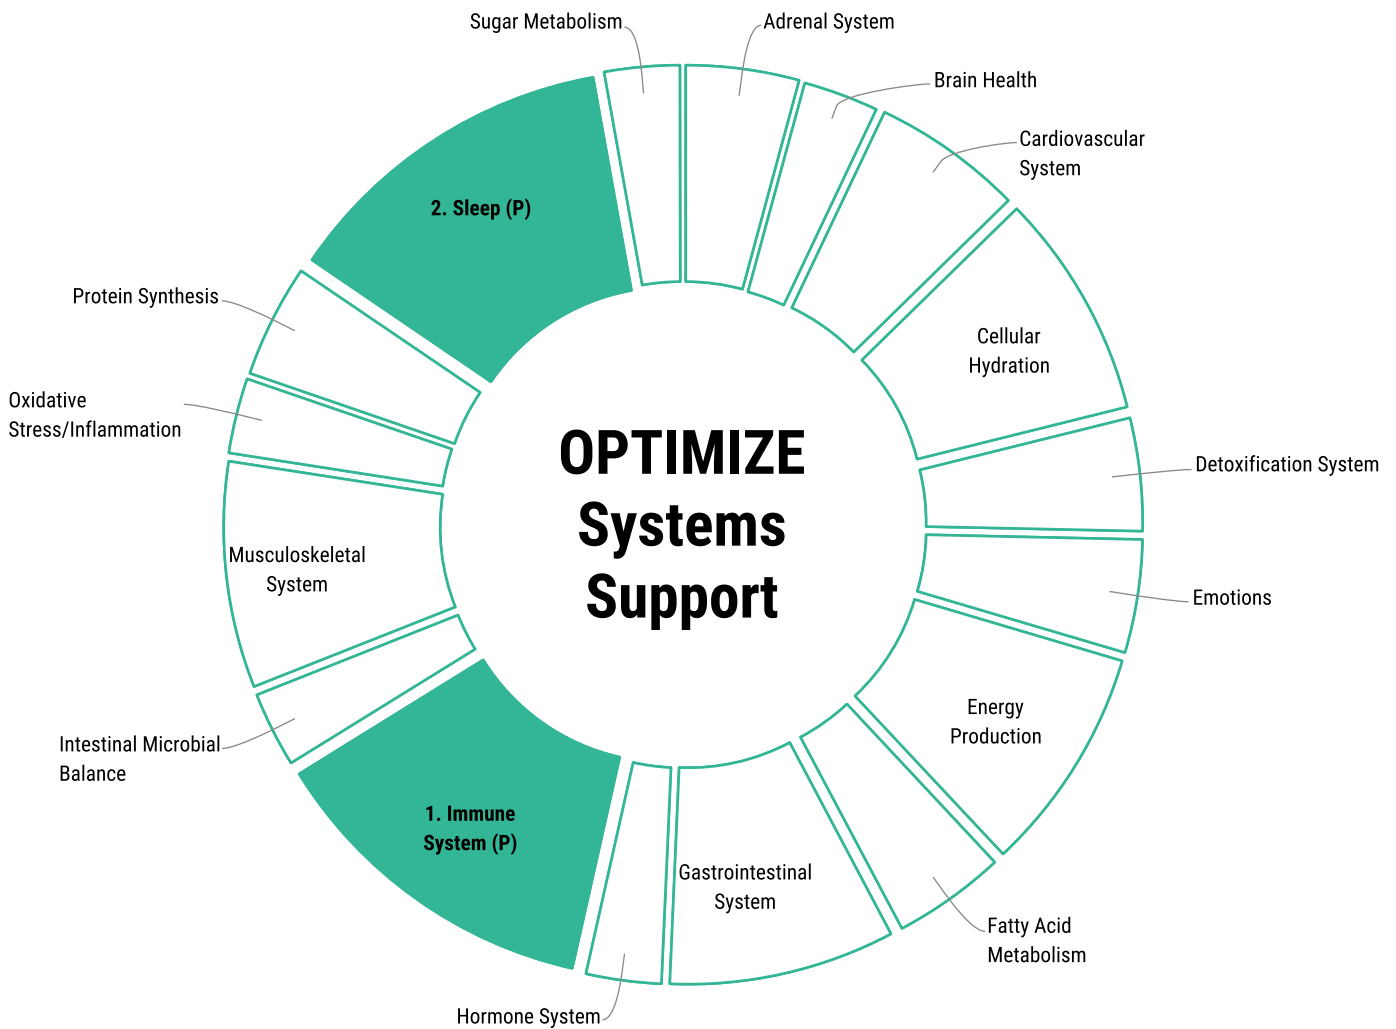 Sugar Metabolism
Adrenal System
Brain Health
Cardiovascular
System
2. Sleep (P)
Protein Synthesis
Cellular
Hydration
Oxidative
Stress/Inflammation
OPTIMIZE
Systems
Support
Detoxification System
Musculoskeletal
System
Emotions
Energy
Production
Intestinal Microbial
Balance
1. Immune
System (P)
Gastrointestinal
System
Fatty Acid
Metabolism
Hormone System